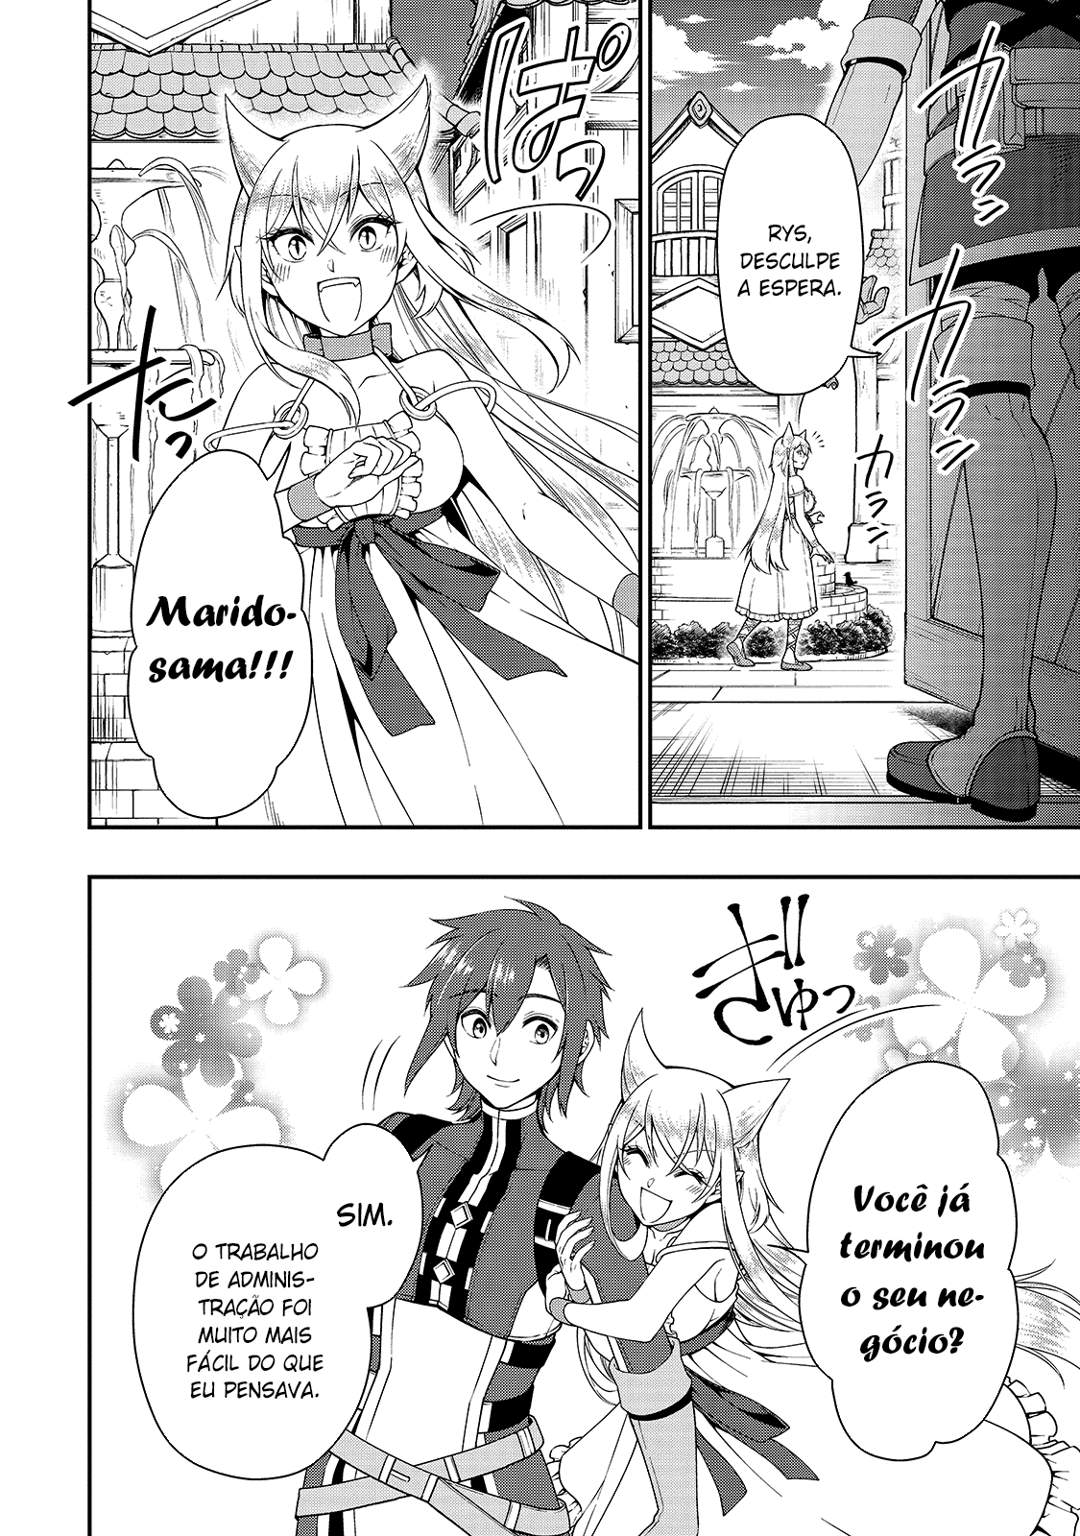 カラン
カラン
カラン
RYS,
DESCULPE
A ESPERA.
ぱっ
たっ
Marido-
sama!!!
ぎゅっ
Você já
terminou
o seu ne-
gócio?
SIM.
O TRABALHO
DE ADMINIS-
TRAÇÃO FOI
MUITO MAIS
FÁCIL DO QUE
EU PENSAVA.